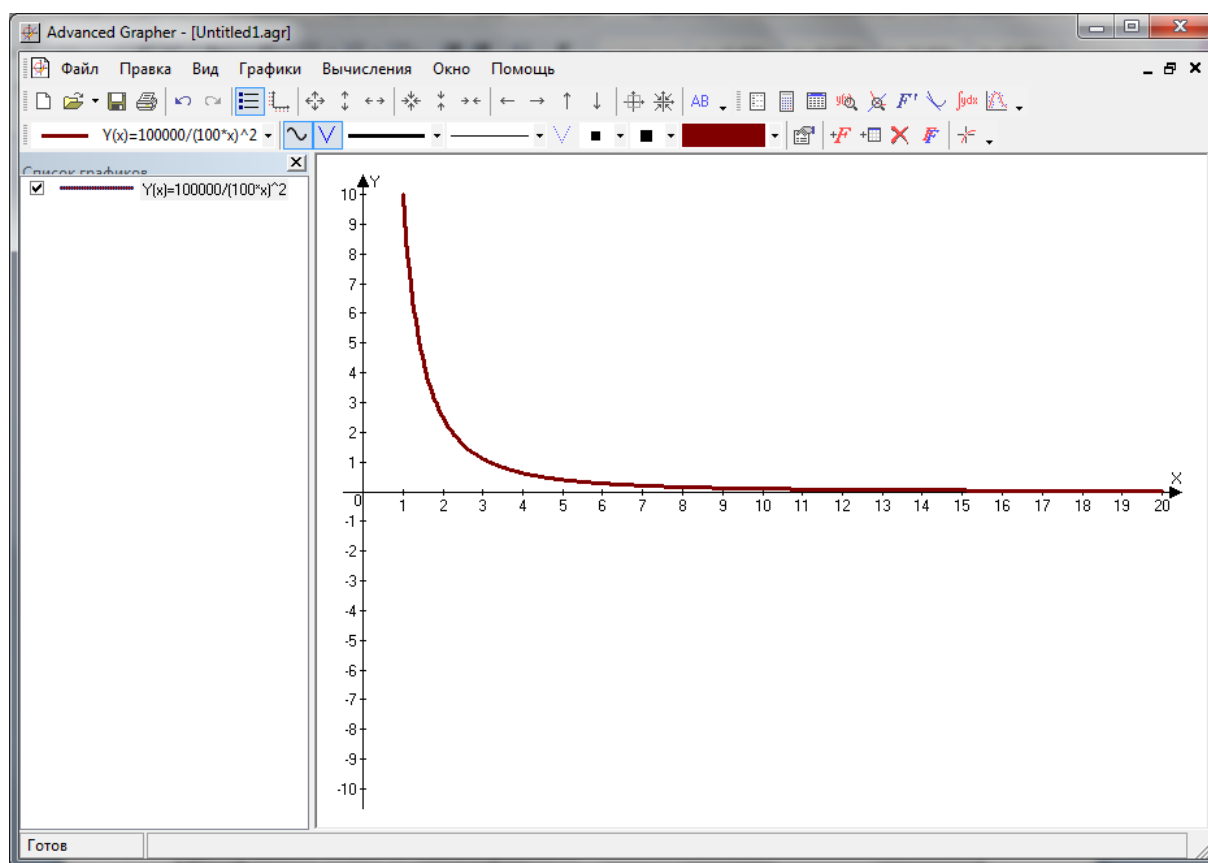 Advanced Grapher - [Untitled1.agr]
Файл Правка Вид Графики Вычисления Окно Помощь
AB F' ∫ydx
Y(x)=100000/(100*x)^2 +F F
Список графиков
Y(x)=100000/(100*x)^2
Y
10
9
8
7
6
5
4
3
2
1
X
0 1 2 3 4 5 6 7 8 9 10 11 12 13 14 15 16 17 18 19 20
-1
-2
-3
-4
-5
-6
-7
-8
-9
-10
Готов